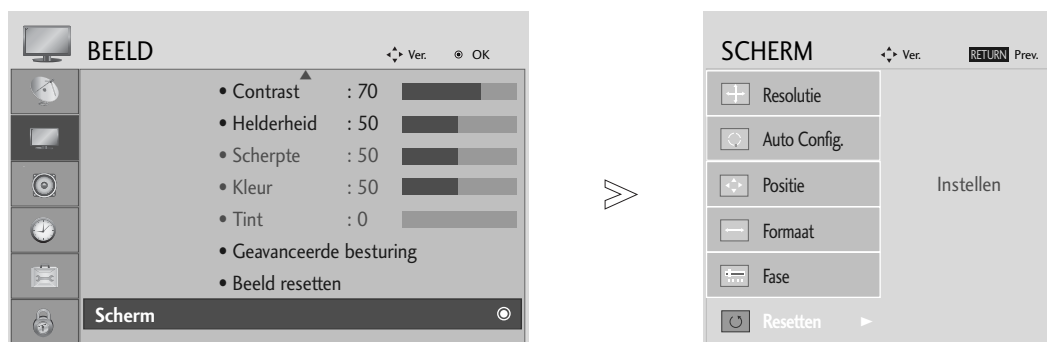 BEELD Ver. OK
• Contrast : 70
• Helderheid : 50
• Scherpte : 50
• Kleur : 50
• Tint : 0
• Geavanceerde besturing
• Beeld resetten
Scherm
SCHERM Ver. RETURN Prev.
Resolutie
Auto Config.
Positie
Instellen
Formaat
Fase
Resetten